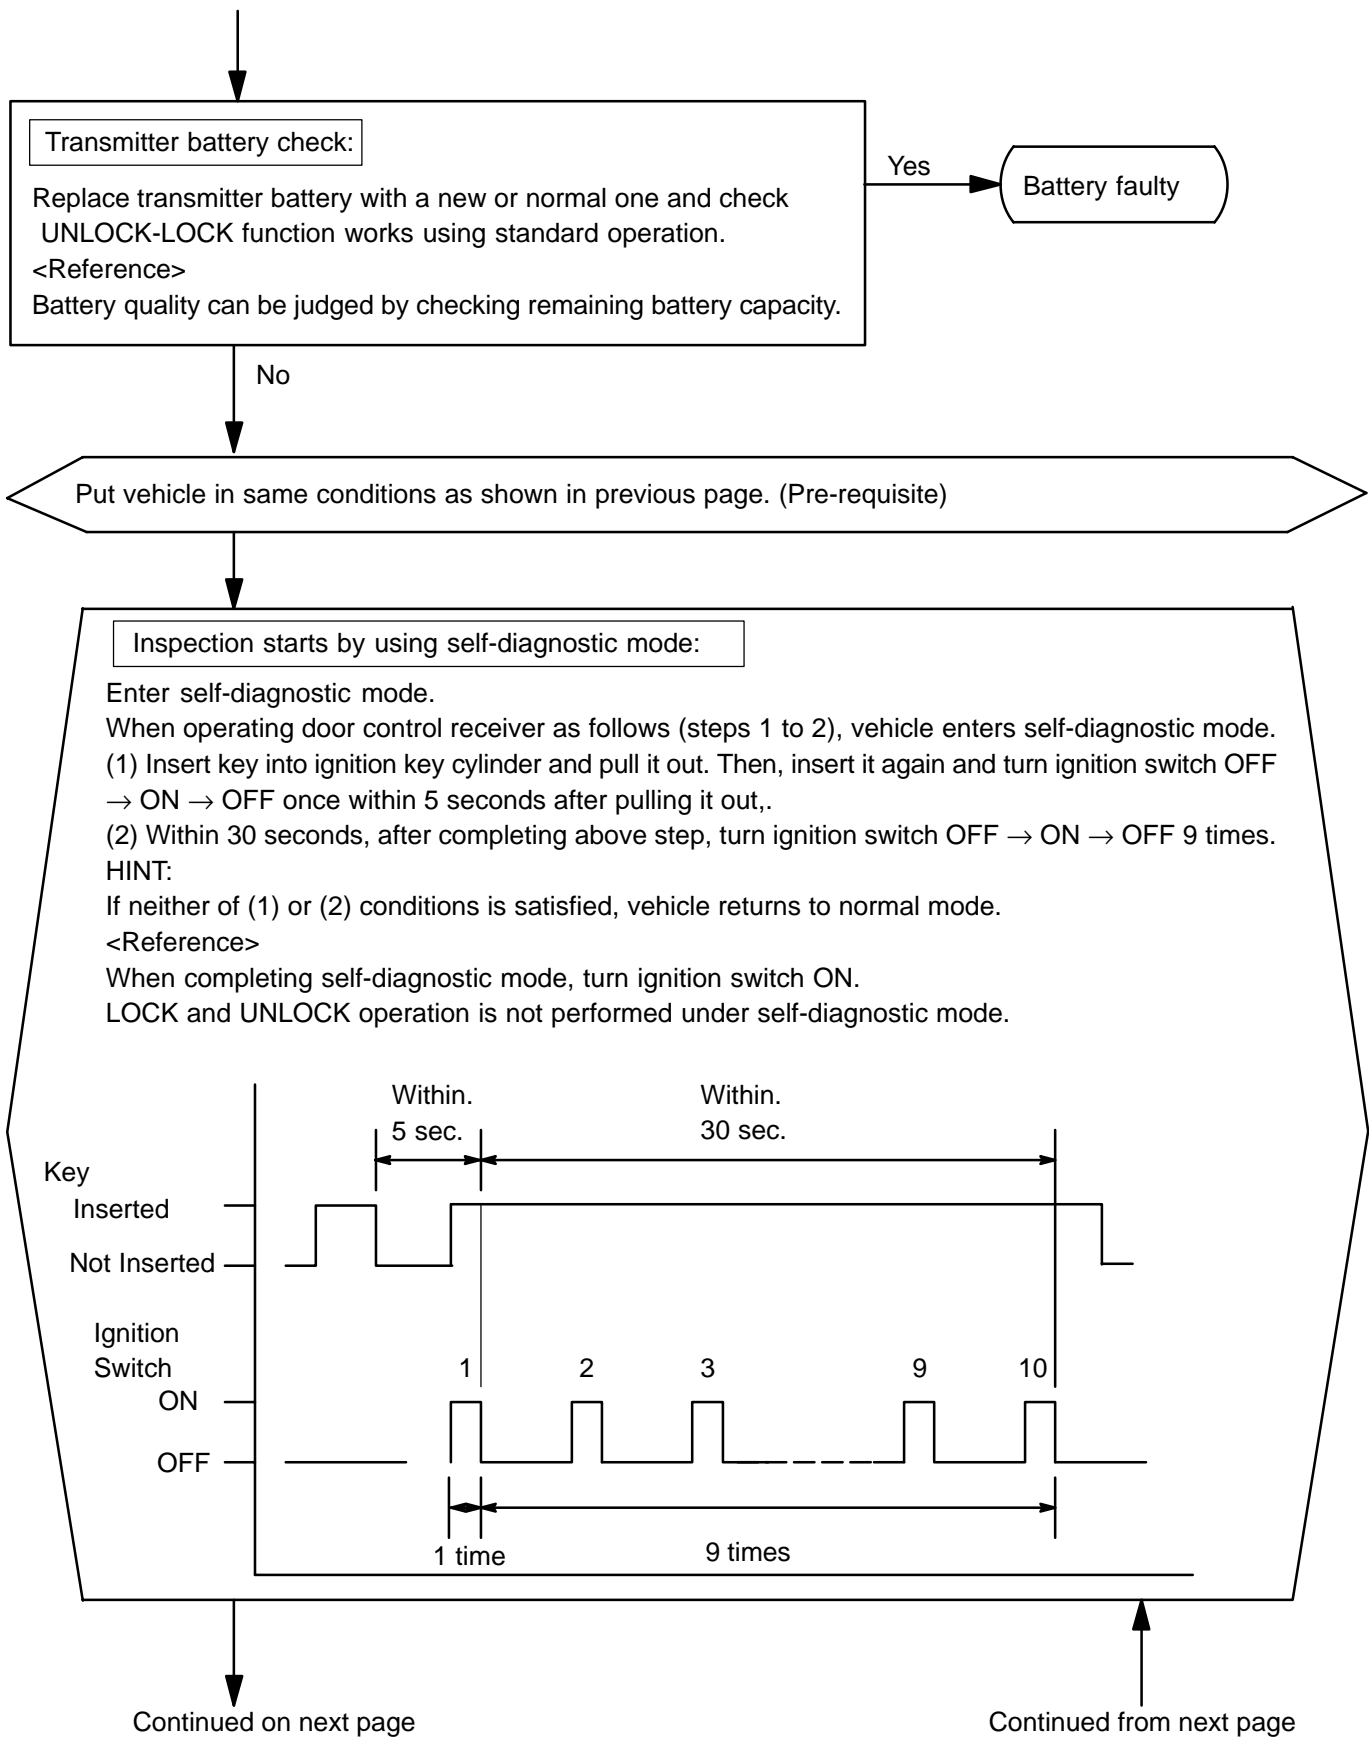 Transmitter battery check:
Replace transmitter battery with a new or normal one and check
UNLOCK-LOCK function works using standard operation.
<Reference>
Battery quality can be judged by checking remaining battery capacity.
Yes
Battery faulty
No
Put vehicle in same conditions as shown in previous page. (Pre-requisite)
Inspection starts by using self-diagnostic mode:
Enter self-diagnostic mode.
When operating door control receiver as follows (steps 1 to 2), vehicle enters self-diagnostic mode.
(1) Insert key into ignition key cylinder and pull it out. Then, insert it again and turn ignition switch OFF
→ ON → OFF once within 5 seconds after pulling it out,.
(2) Within 30 seconds, after completing above step, turn ignition switch OFF → ON → OFF 9 times.
HINT:
If neither of (1) or (2) conditions is satisfied, vehicle returns to normal mode.
<Reference>
When completing self-diagnostic mode, turn ignition switch ON.
LOCK and UNLOCK operation is not performed under self-diagnostic mode.
Within.
5 sec.
Within.
30 sec.
Key
Inserted
Not Inserted
Ignition
Switch
1 2 3 9 10
ON
OFF
1 time
9 times
Continued on next page
Continued from next page